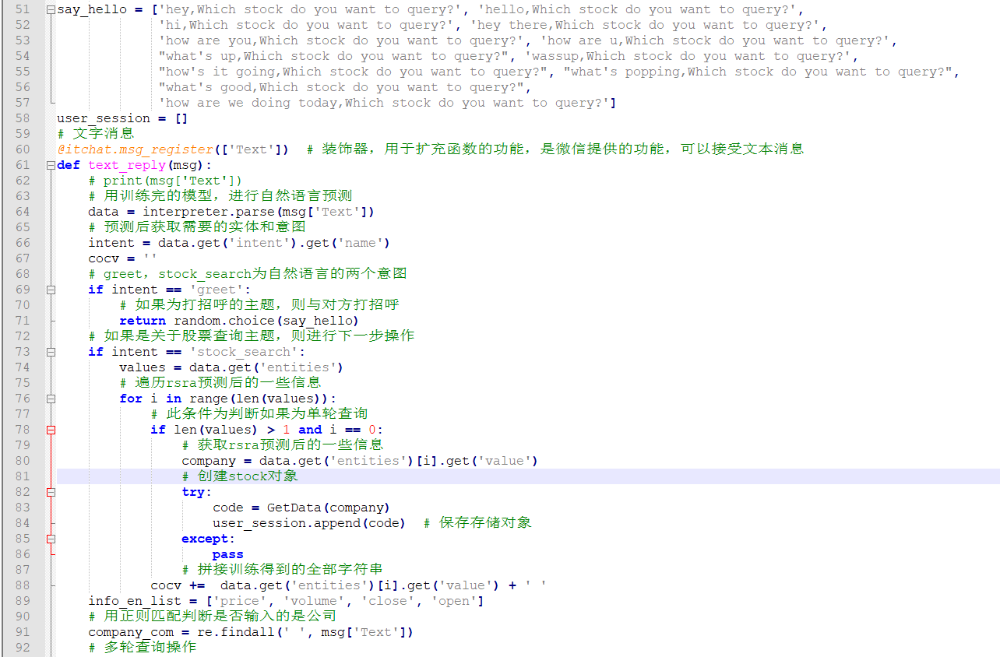 51 say_hello = ['hey,Which stock do you want to query?', 'hello,Which stock do you want to query?',
52 'hi,Which stock do you want to query?', 'hey there,Which stock do you want to query?',
53 'how are you,Which stock do you want to query?', 'how are u,Which stock do you want to query?',
54 "what's up,Which stock do you want to query?", 'wassup,Which stock do you want to query?',
55 "how's it going,Which stock do you want to query?", "what's popping,Which stock do you want to query?",
56 "what's good,Which stock do you want to query?",
57 'how are we doing today,Which stock do you want to query?']
58 user_session = []
59 # 文字消息
60 @itchat.msg_register(['Text'])  # 装饰器，用于扩充函数的功能，是微信提供的功能，可以接受文本消息
61 def text_reply(msg):
62     # print(msg['Text'])
63     # 用训练完的模型，进行自然语言预测
64     data = interpreter.parse(msg['Text'])
65     # 预测后获取需要的实体和意图
66     intent = data.get('intent').get('name')
67     cocv = ''
68     # greet，stock_search为自然语言的两个意图
69     if intent == 'greet':
70         # 如果为打招呼的主题，则与对方打招呼
71         return random.choice(say_hello)
72     # 如果是关于股票查询主题，则进行下一步操作
73     if intent == 'stock_search':
74         values = data.get('entities')
75         # 遍历rsra预测后的一些信息
76         for i in range(len(values)):
77             # 此条件为判断如果为单轮查询
78             if len(values) > 1 and i == 0:
79                 # 获取rsra预测后的一些信息
80                 company = data.get('entities')[i].get('value')
81                 # 创建stock对象
82                 try:
83                     code = GetData(company)
84                     user_session.append(code)  # 保存存储对象
85                 except:
86                     pass
87                 # 拼接训练得到的全部字符串
88             cocv +=  data.get('entities')[i].get('value') + ' '
89     info_en_list = ['price', 'volume', 'close', 'open']
90     # 用正则匹配判断是否输入的是公司
91     company_com = re.findall(' ', msg['Text'])
92     # 多轮查询操作